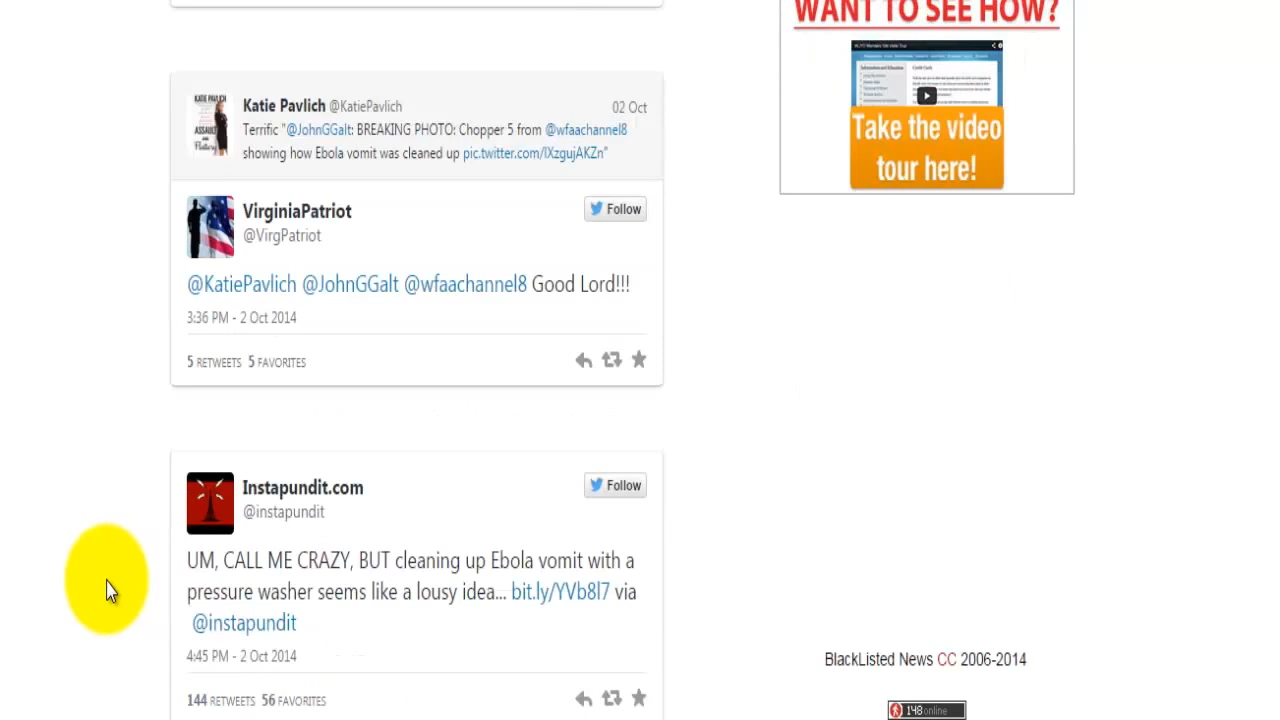 WANT TO SEE HOW?
Take the video
tour here!
Katie Pavlich @KatiePavlich 02 Oct
Terrific "@JohnGGalt: BREAKING PHOTO: Chopper 5 from @wfaachannel8
showing how Ebola vomit was cleaned up pic.twitter.com/lXzgujAKZn"
KATIE PAVLICH
ASSAULT
Flattery
VirginiaPatriot
Follow
@VirgPatriot
@KatiePavlich @JohnGGalt @wfaachannel8 Good Lord!!!
3:36 PM - 2 Oct 2014
5 RETWEETS 5 FAVORITES
Instapundit.com
Follow
@instapundit
UM, CALL ME CRAZY, BUT cleaning up Ebola vomit with a
pressure washer seems like a lousy idea... bit.ly/YVb8l7 via
@instapundit
4:45 PM - 2 Oct 2014
144 RETWEETS 56 FAVORITES
BlackListed News CC 2006-2014
148 online